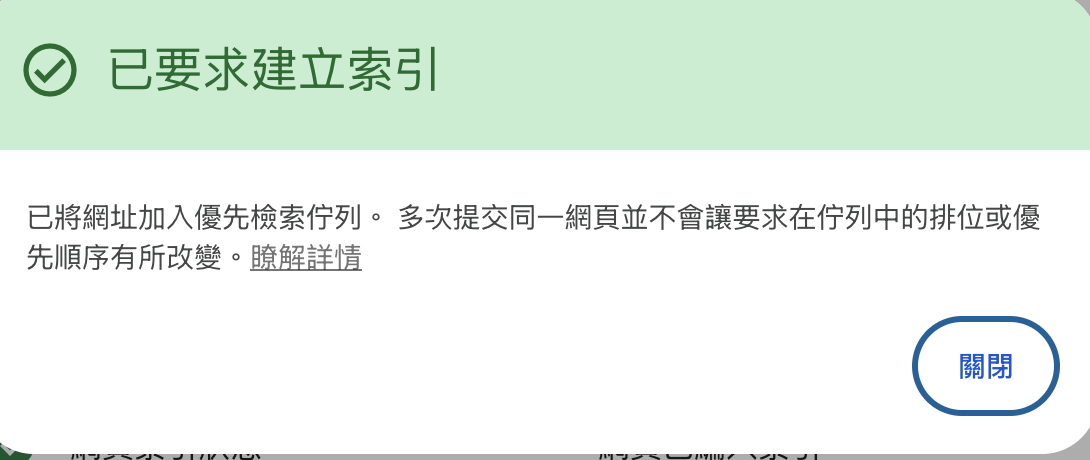 已要求建立索引
已將網址加入優先檢索佇列。 多次提交同一網頁並不會讓要求在佇列中的排位或優
先順序有所改變。瞭解詳情
關閉